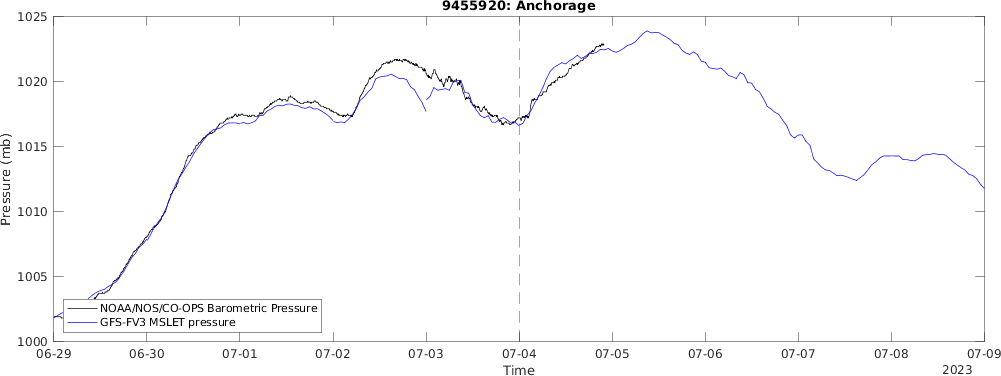 9455920: Anchorage
1025
1020
1015
1010
1005
1000
Pressure (mb)
NOAA/NOS/CO-OPS Barometric Pressure
GFS-FV3 MSLET pressure
06-29 06-30 07-01 07-02 07-03 07-04 07-05 07-06 07-07 07-08 07-09
Time
2023